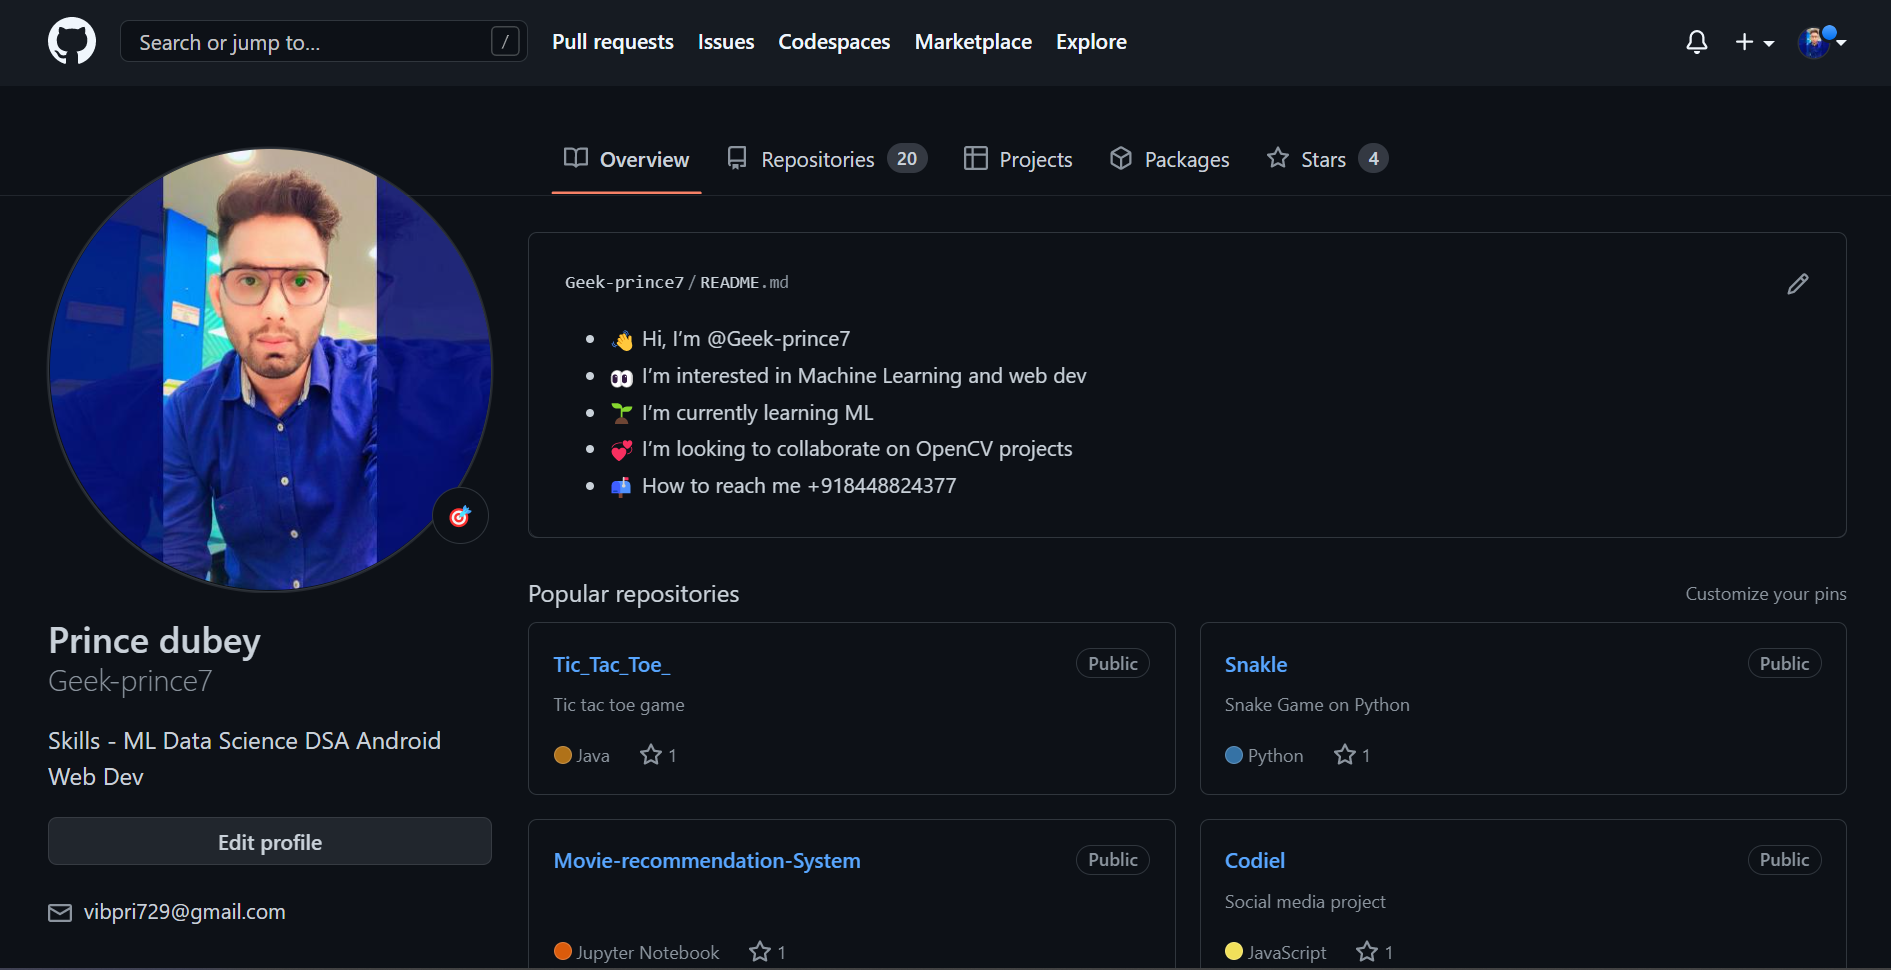 Search or jump to...
/
Pull requests
Issues
Codespaces
Marketplace
Explore
Overview
Repositories 20
Projects
Packages
Stars 4
Geek-prince7/README.md
👋 Hi, I’m @Geek-prince7
👀 I’m interested in Machine Learning and web dev
🌱 I’m currently learning ML
💞️ I’m looking to collaborate on OpenCV projects
📫 How to reach me +918448824377
Prince dubey
Geek-prince7
Skills - ML Data Science DSA Android
Web Dev
Edit profile
vibpri729@gmail.com
Popular repositories
Customize your pins
Tic_Tac_Toe_
Public
Tic tac toe game
Java
1
Snakle
Public
Snake Game on Python
Python
1
Movie-recommendation-System
Public
Jupyter Notebook
1
Codiel
Public
Social media project
JavaScript
1